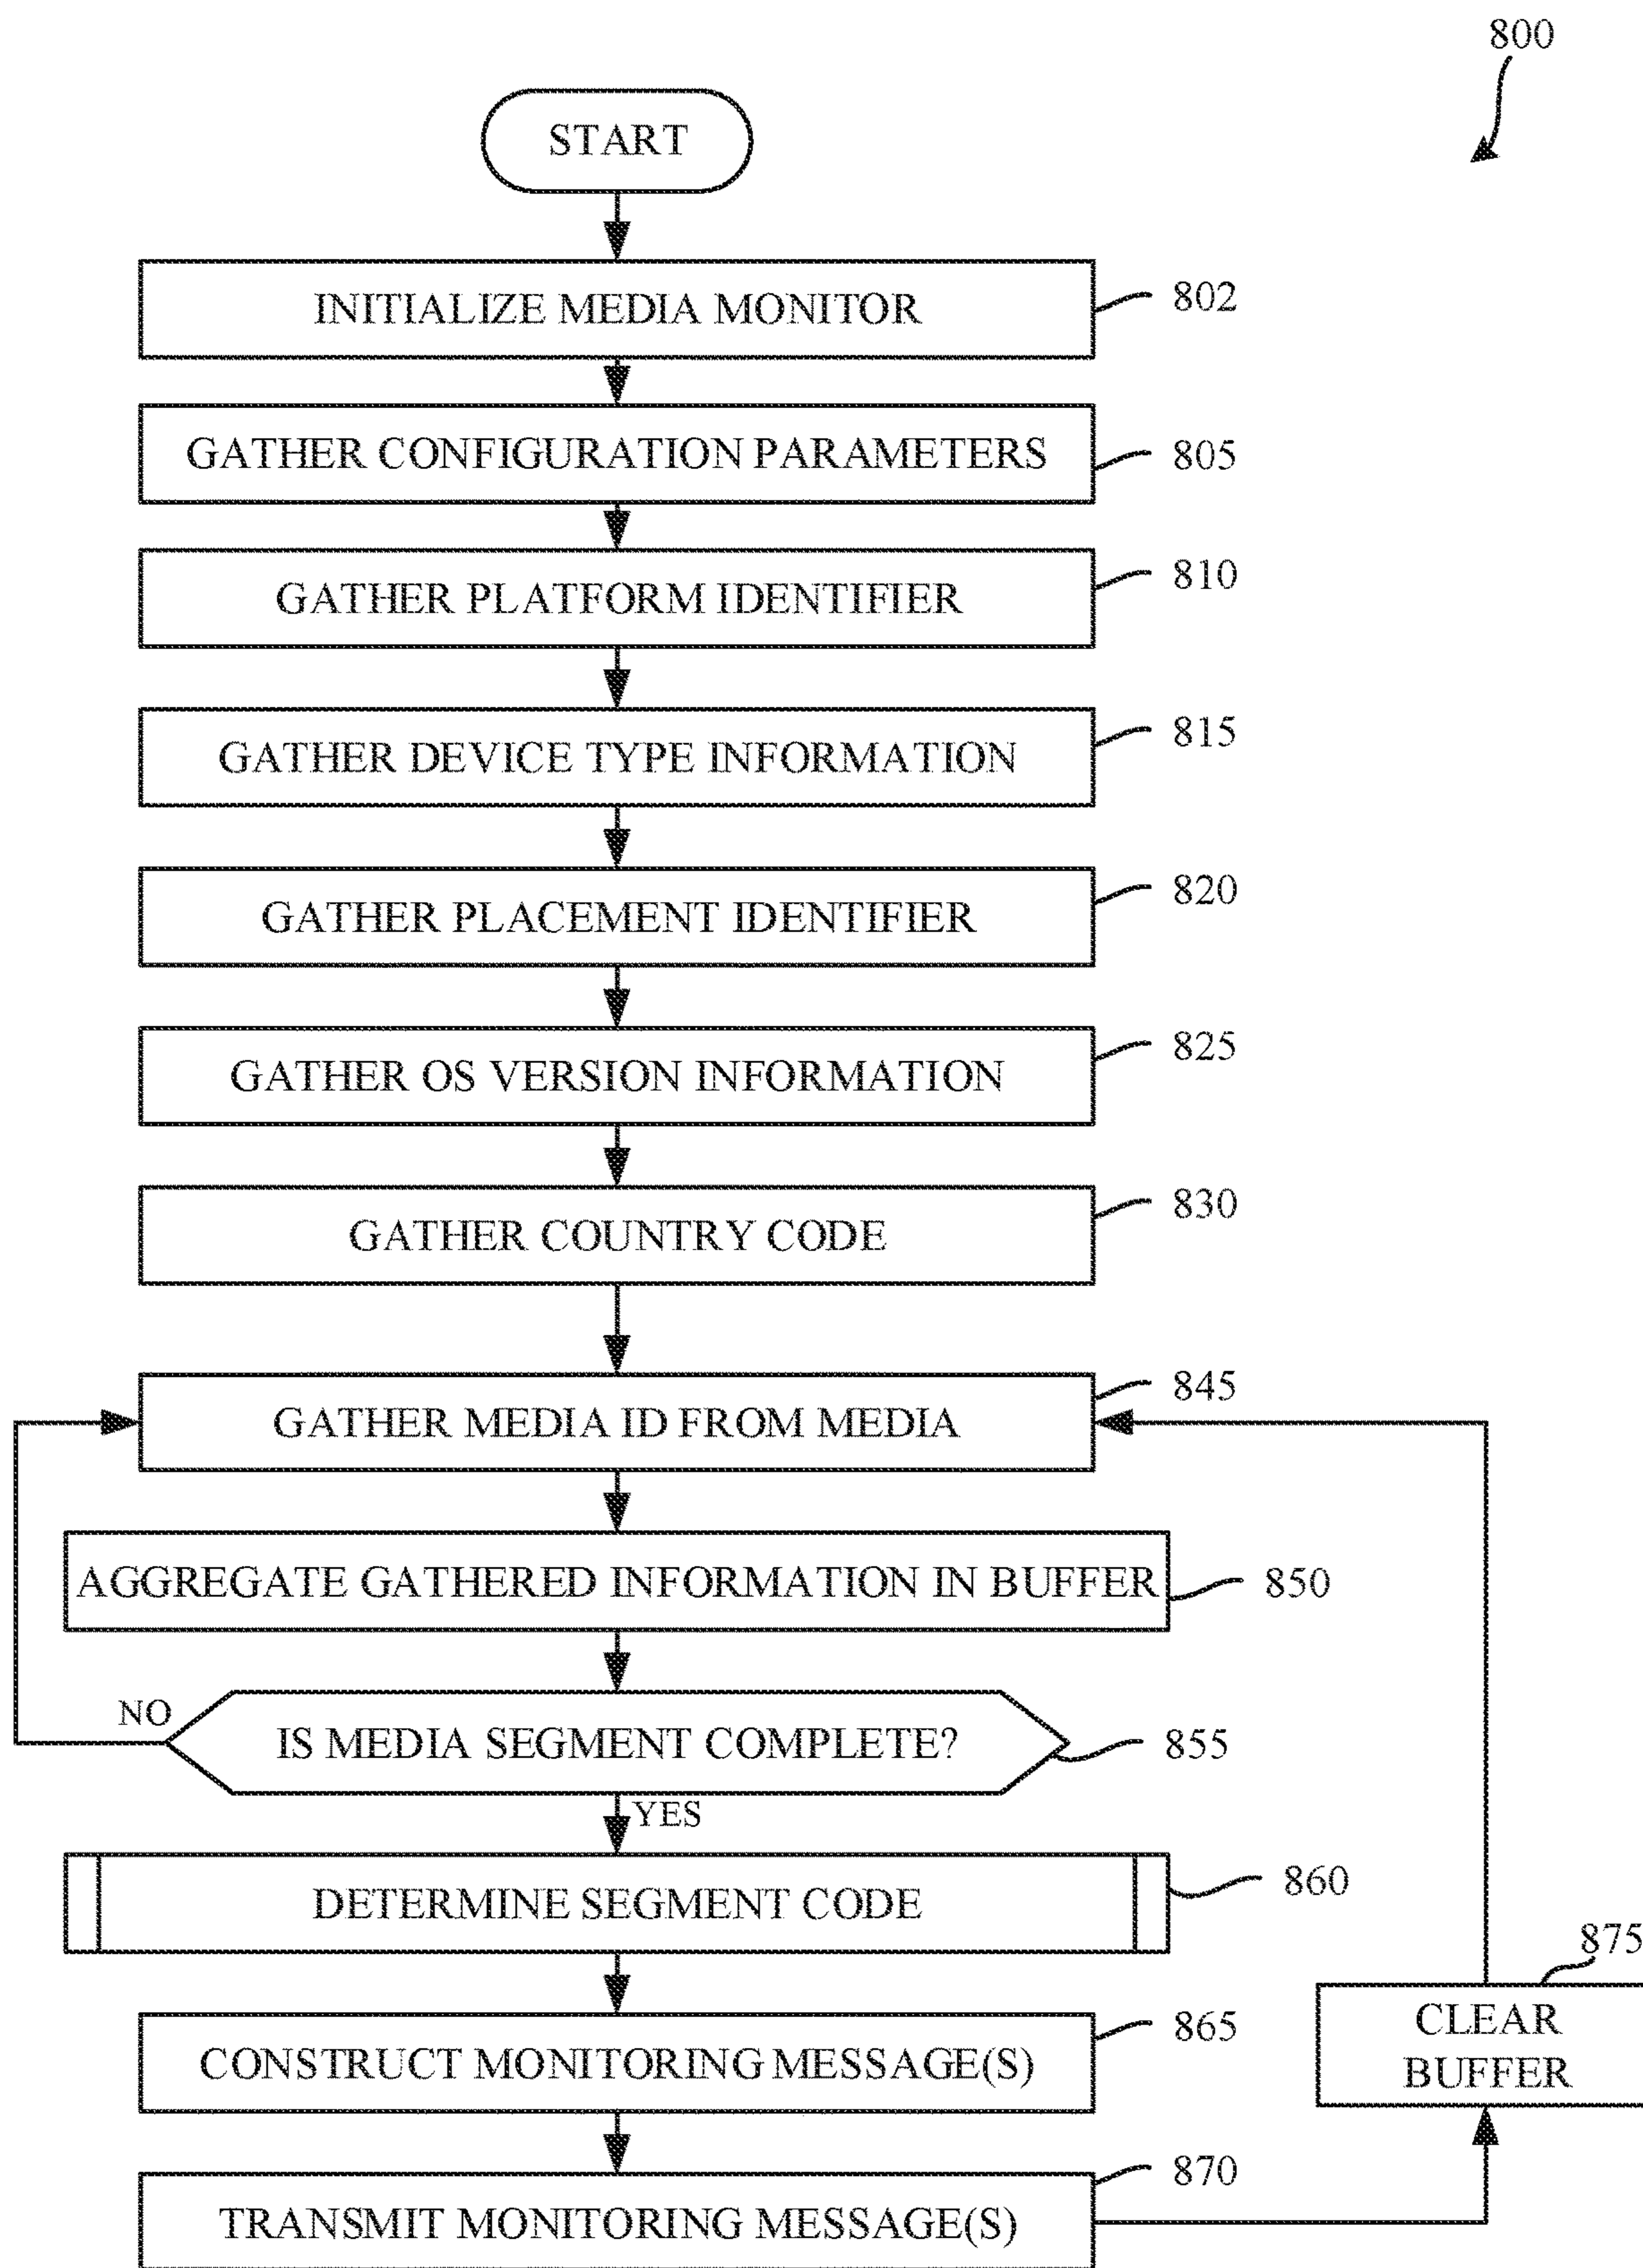 800
START
INITIALIZE MEDIA MONITOR
802
GATHER CONFIGURATION PARAMETERS
805
GATHER PLATFORM IDENTIFIER
810
GATHER DEVICE TYPE INFORMATION
815
GATHER PLACEMENT IDENTIFIER
820
GATHER OS VERSION INFORMATION
825
GATHER COUNTRY CODE
830
GATHER MEDIA ID FROM MEDIA
845
AGGREGATE GATHERED INFORMATION IN BUFFER
850
NO
IS MEDIA SEGMENT COMPLETE?
855
YES
DETERMINE SEGMENT CODE
860
CONSTRUCT MONITORING MESSAGE(S)
865
875
CLEAR
BUFFER
TRANSMIT MONITORING MESSAGE(S)
870